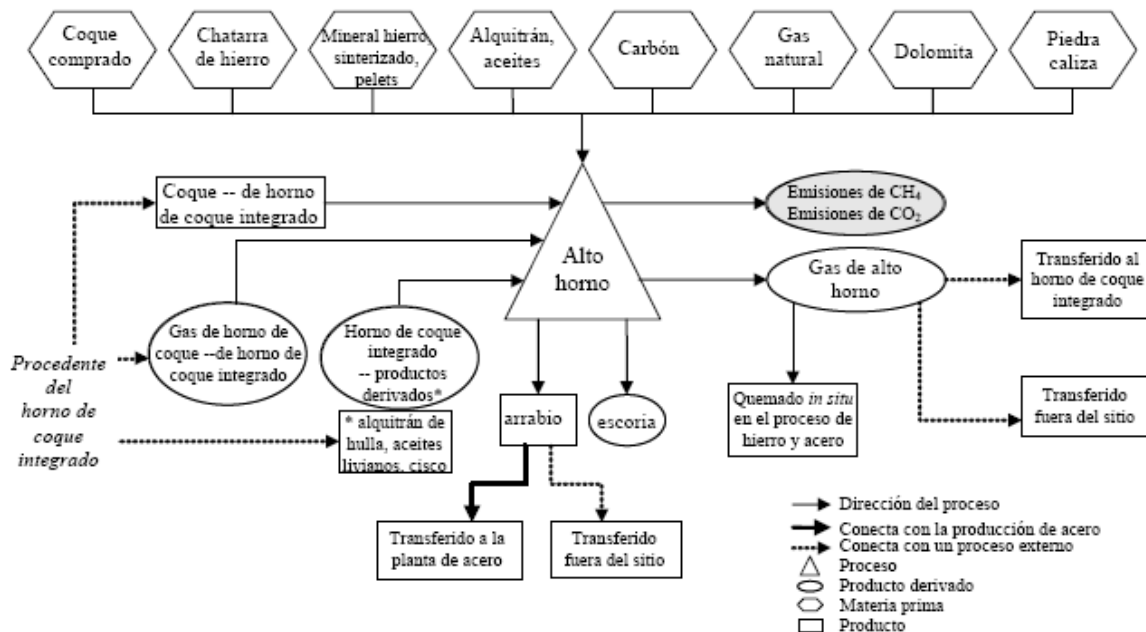 Coque
comprado
Chatarra
de hierro
Mineral hierro,
sinterizado,
pelets
Alquitrán,
aceites
Carbón
Gas
natural
Dolomita
Piedra
caliza
Coque -- de horno
de coque integrado
Emisiones de CH₄
Emisiones de CO₂
Alto
horno
Gas de alto
horno
Transferido al
horno de coque
integrado
Gas de horno de
coque --de horno de
coque integrado
Horno de coque
integrado
-- productos
derivados*
Procedente
del
horno de
coque
integrado
* alquitrán de
hulla, aceites
livianos, cisco
arrabio
escoria
Quemado in situ
en el proceso de
hierro y acero
Transferido
fuera del sitio
Transferido a la
planta de acero
Transferido
fuera del sitio
Dirección del proceso
Conecta con la producción de acero
Conecta con un proceso externo
Proceso
Producto derivado
Materia prima
Producto